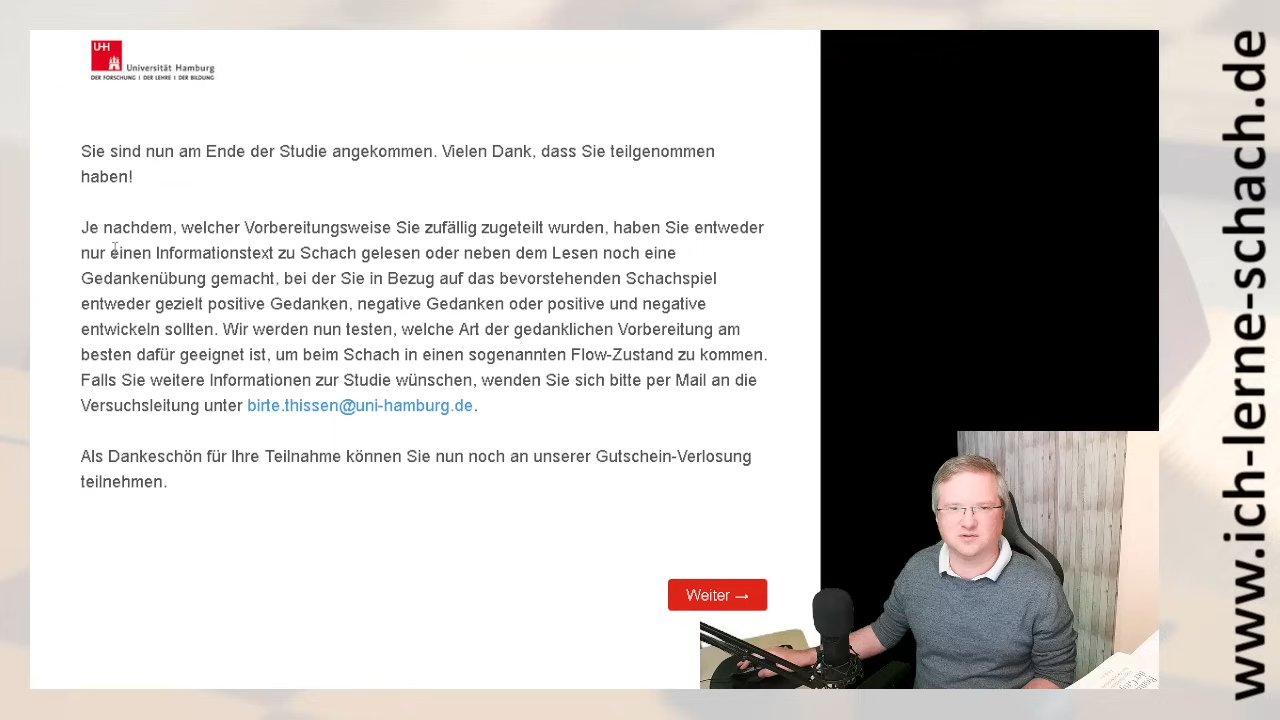 U·H
Universität Hamburg
DER FORSCHUNG | DER LEHRE | DER BILDUNG
Sie sind nun am Ende der Studie angekommen. Vielen Dank, dass Sie teilgenommen
haben!
Je nachdem, welcher Vorbereitungsweise Sie zufällig zugeteilt wurden, haben Sie entweder
nur einen Informationstext zu Schach gelesen oder neben dem Lesen noch eine
Gedankenübung gemacht, bei der Sie in Bezug auf das bevorstehenden Schachspiel
entweder gezielt positive Gedanken, negative Gedanken oder positive und negative
entwickeln sollten. Wir werden nun testen, welche Art der gedanklichen Vorbereitung am
besten dafür geeignet ist, um beim Schach in einen sogenannten Flow-Zustand zu kommen.
Falls Sie weitere Informationen zur Studie wünschen, wenden Sie sich bitte per Mail an die
Versuchsleitung unter birte.thissen@uni-hamburg.de.
Als Dankeschön für Ihre Teilnahme können Sie nun noch an unserer Gutschein-Verlosung
teilnehmen.
Weiter →
www.ich-lerne-schach.de